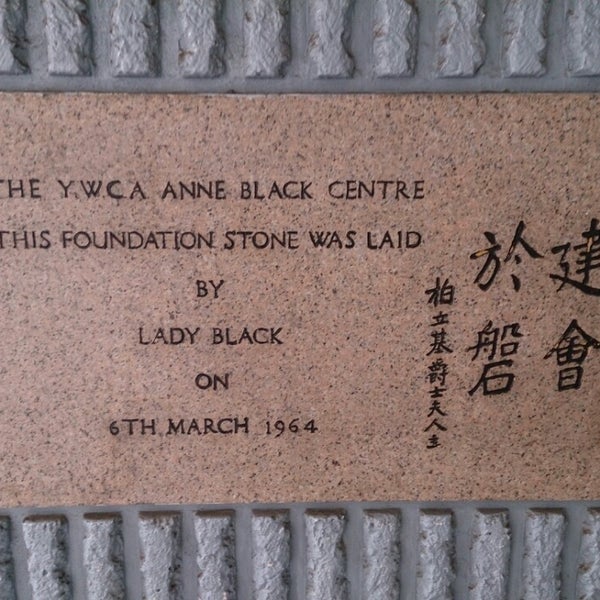 THE Y.W.C.A ANNE BLACK CENTRE
THIS FOUNDATION STONE WAS LAID
BY
LADY BLACK
ON
6TH MARCH 1964
建會
於磐
柏立基爵士夫人主